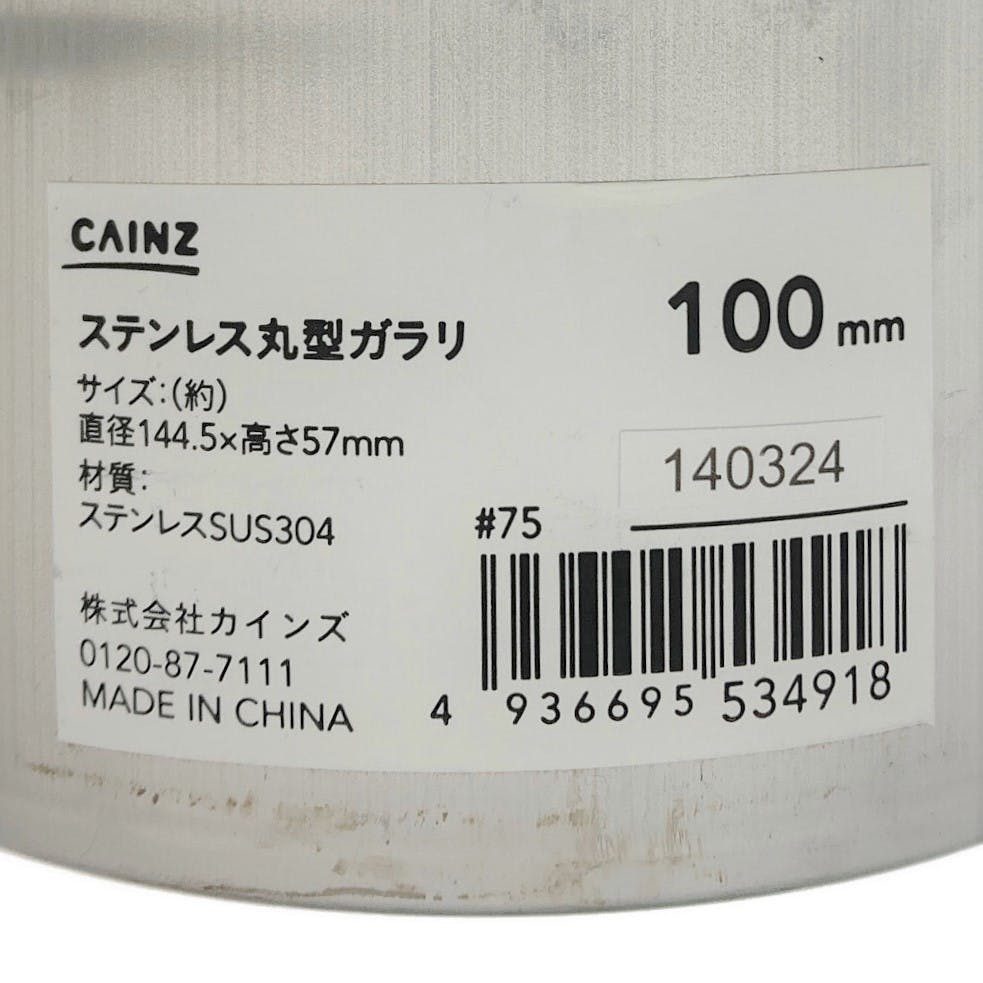 CAINZ
ステンレス丸型ガラリ
100mm
サイズ:(約)
直径144.5×高さ57mm
材質:
ステンレスSUS304
140324
#75
株式会社カインズ
0120-87-7111
MADE IN CHINA
4 936695 534918